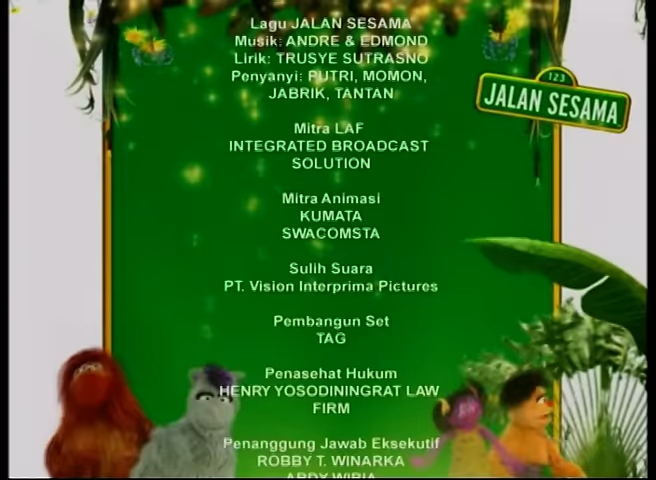 Lagu JALAN SESAMA
Musik: ANDRE & EDMOND
Lirik: TRUSYE SUTRASNO
Penyanyi: PUTRI, MOMON,
JABRIK, TANTAN
123
JALAN SESAMA
Mitra LAF
INTEGRATED BROADCAST
SOLUTION
Mitra Animasi
KUMATA
SWACOMSTA
Sulih Suara
PT. Vision Interprima Pictures
Pembangun Set
TAG
Penasehat Hukum
HENRY YOSODININGRAT LAW
FIRM
Penanggung Jawab Eksekutif
ROBBY T. WINARKA
ARDY WIRIA